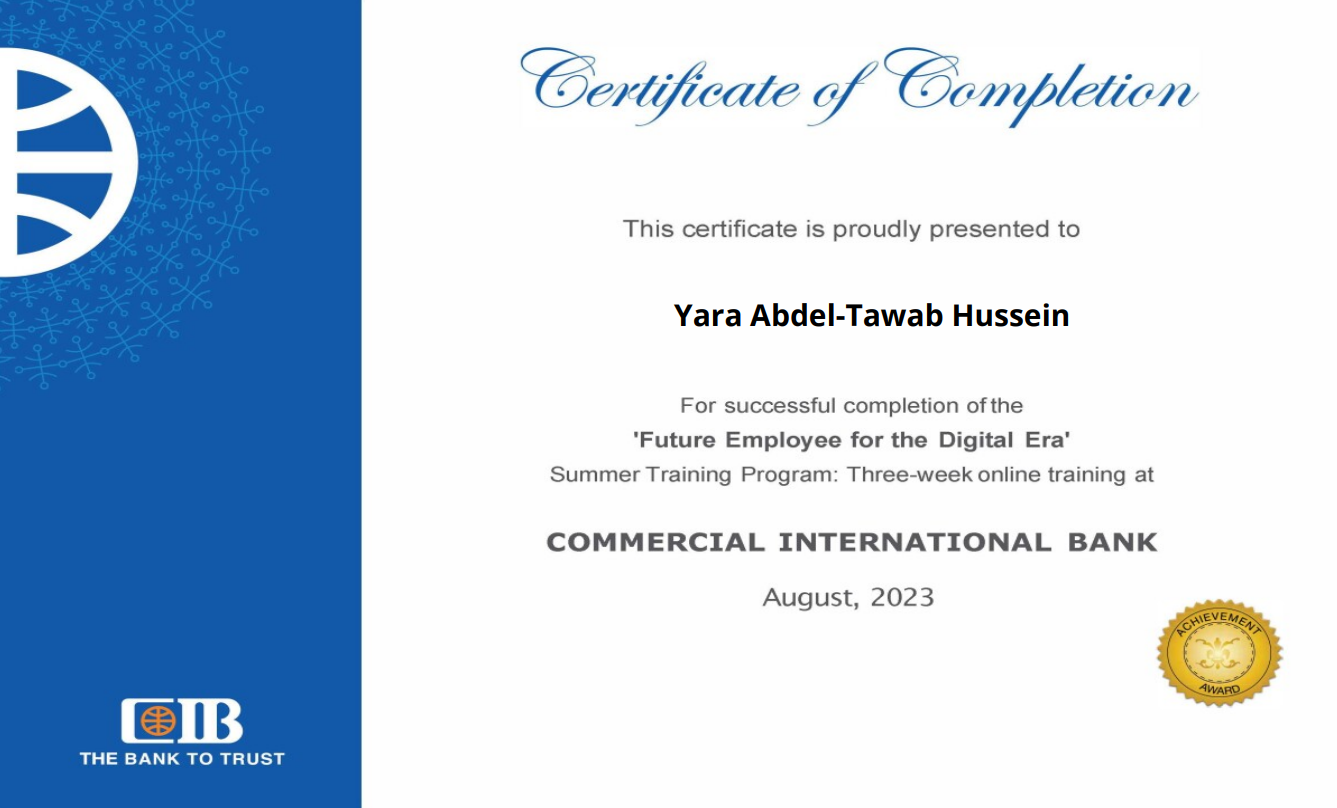 Certificate of Completion
This certificate is proudly presented to
Yara Abdel-Tawab Hussein
For successful completion of the
'Future Employee for the Digital Era'
Summer Training Program: Three-week online training at
COMMERCIAL INTERNATIONAL BANK
August, 2023
ACHIEVEMENT
AWARD
CIB
THE BANK TO TRUST